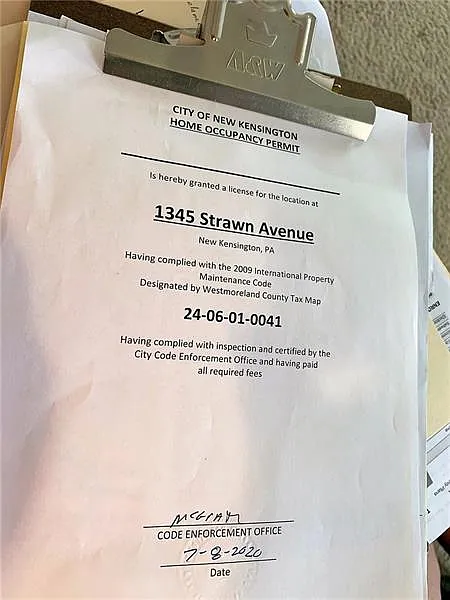 CITY OF NEW KENSINGTON
HOME OCCUPANCY PERMIT
Is hereby granted a license for the location at
1345 Strawn Avenue
New Kensington, PA
Having complied with the 2009 International Property
Maintenance Code
Designated by Westmoreland County Tax Map
24-06-01-0041
Having complied with inspection and certified by the
City Code Enforcement Office and having paid
all required fees
CODE ENFORCEMENT OFFICE
7-8-2020
Date